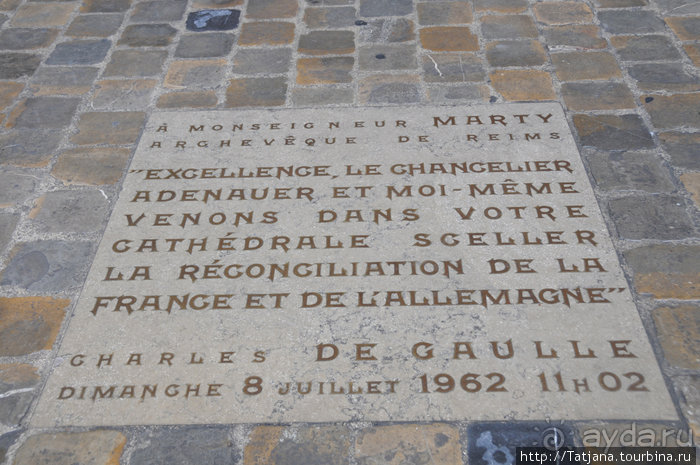 À MONSEIGNEUR MARTY
ARCHEVÊQUE DE REIMS
"EXCELLENCE, LE CHANCELIER
ADENAUER ET MOI-MÊME
VENONS DANS VOTRE
CATHÉDRALE SCELLER
LA RÉCONCILIATION DE LA
FRANCE ET DE L'ALLEMAGNE"
CHARLES DE GAULLE
DIMANCHE 8 JUILLET 1962 11H02
ayda.ru
https://Tatjana.tourbina.ru